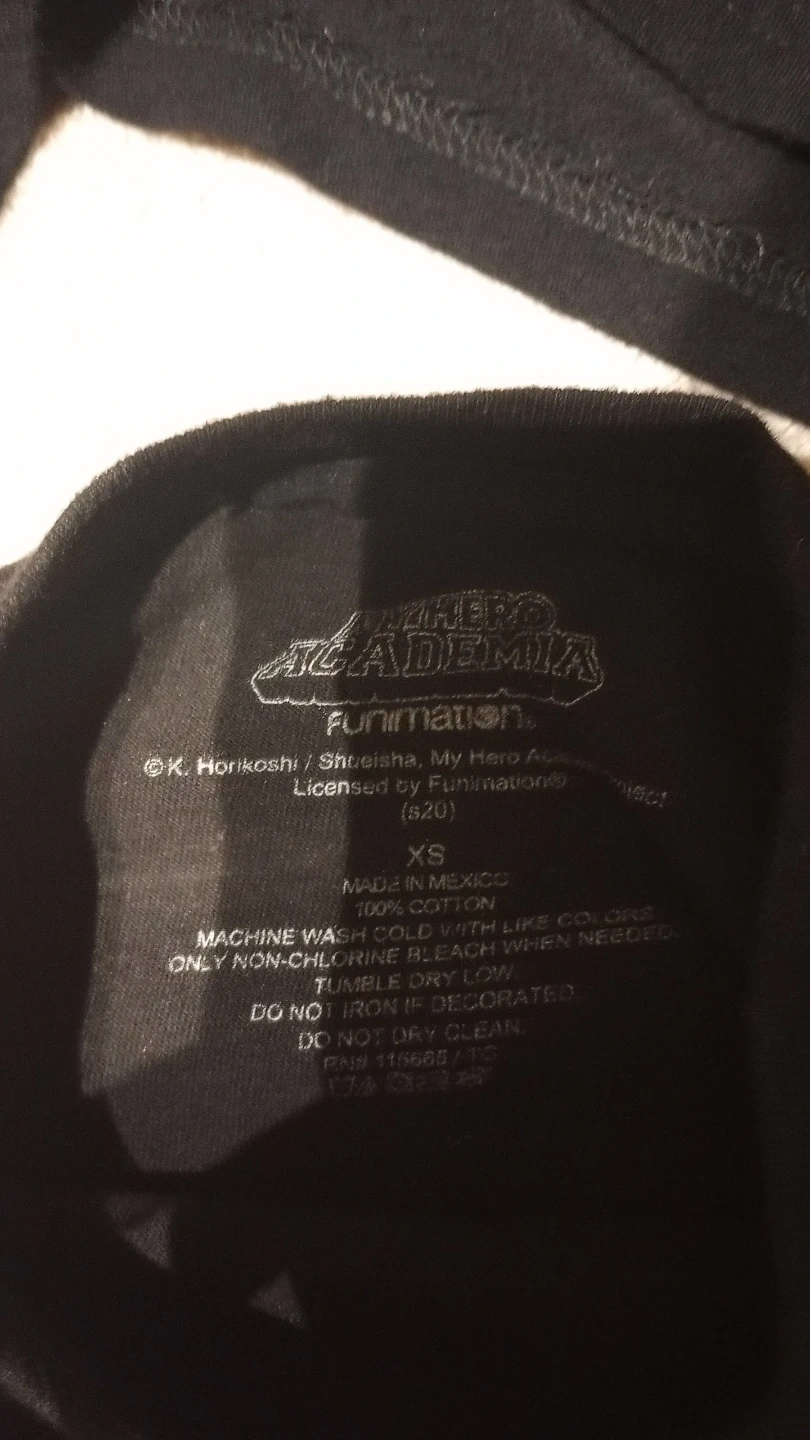 MY HERO
ACADEMIA
FUNIMATION®
©K. Horikoshi / Shueisha, My Hero
Licensed by Funimation®
(s20)
XS
MADE IN MEXICO
100% COTTON
MACHINE WASH COLD WITH LIKE COLORS
ONLY NON-CHLORINE BLEACH WHEN NEEDED.
TUMBLE DRY LOW.
DO NOT IRON IF DECORATED.
DO NOT DRY CLEAN.